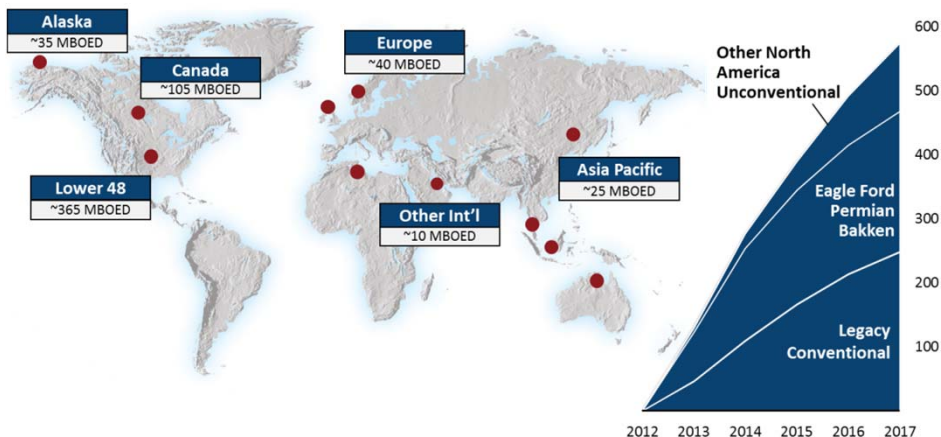 Alaska
~35 MBOED
Canada
~105 MBOED
Lower 48
~365 MBOED
Europe
~40 MBOED
Asia Pacific
~25 MBOED
Other Int'l
~10 MBOED
Other North
America
Unconventional
Eagle Ford
Permian
Bakken
Legacy
Conventional
600
500
400
300
200
100
2012 2013 2014 2015 2016 2017